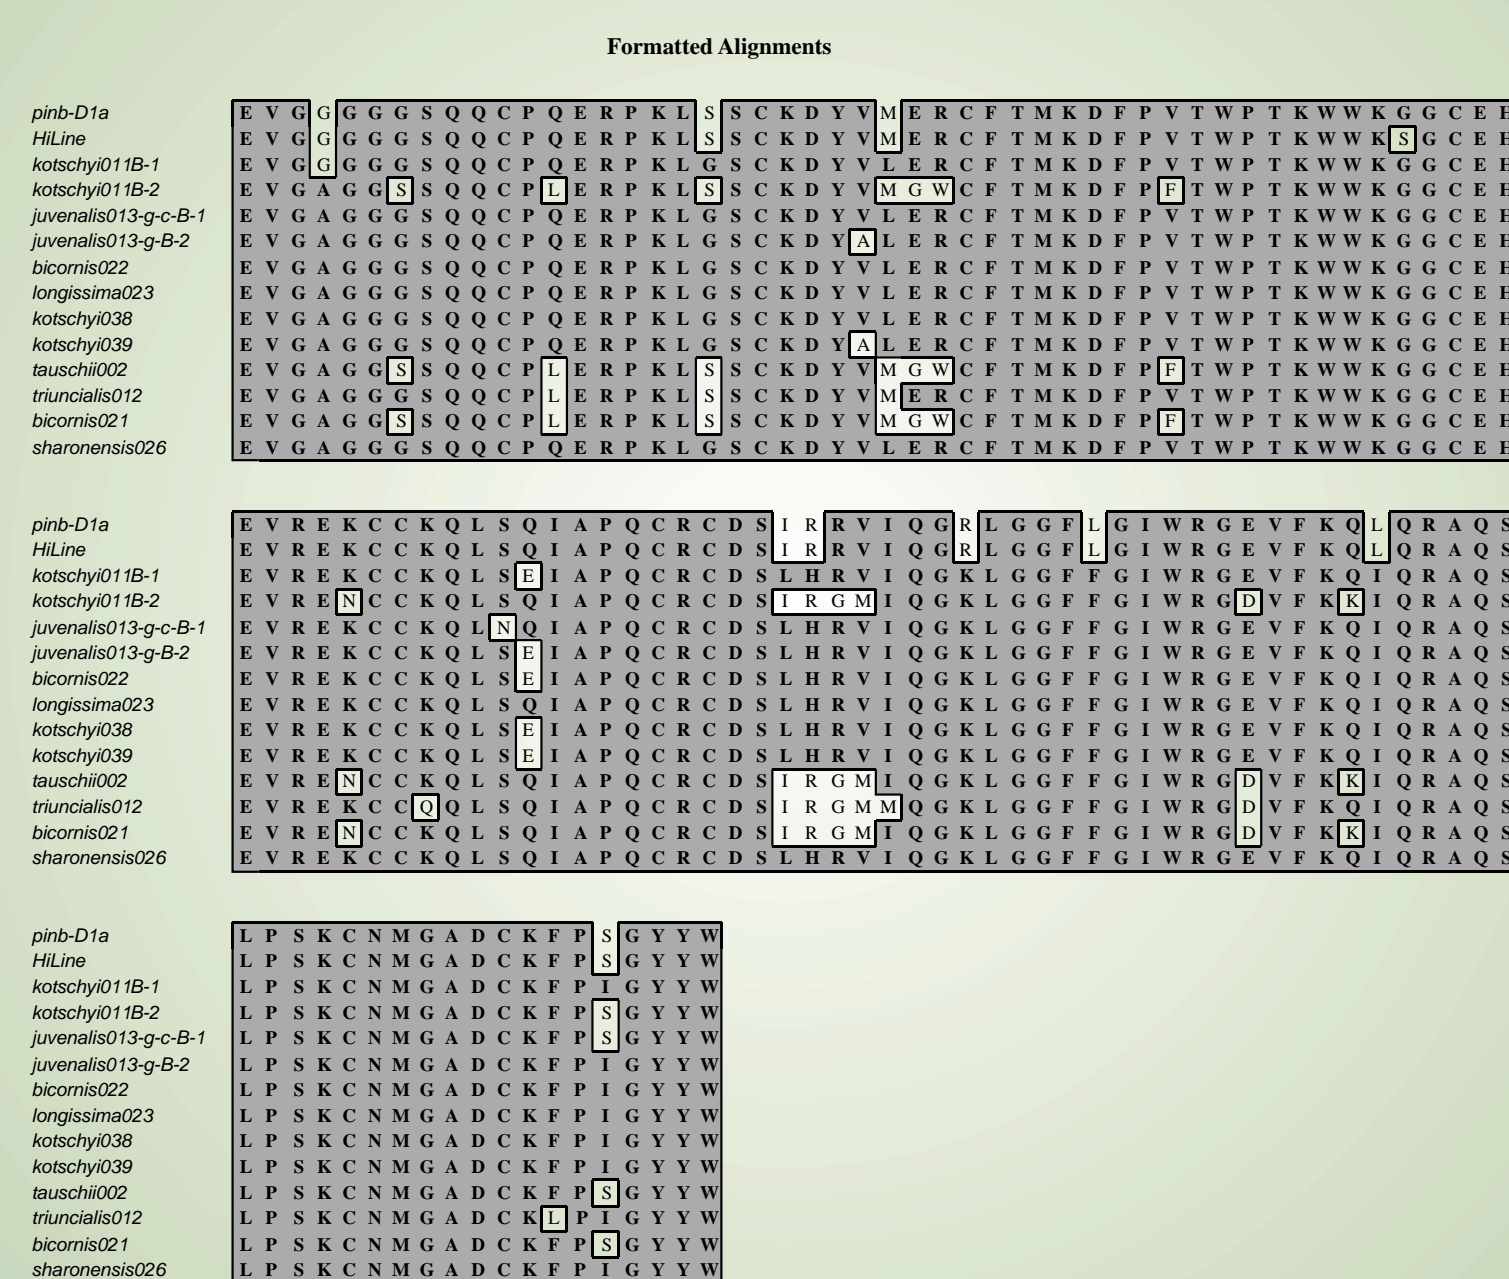 Formatted Alignments
pinb-D1a E V G G G G G S Q Q C P Q E R P K L S S C K D Y V M E R C F T M K D F P V T W P T K W W K G G C E H
HiLine E V G G G G G S Q Q C P Q E R P K L S S C K D Y V M E R C F T M K D F P V T W P T K W W K S G C E H
kotschyi011B-1 E V G G G G G S Q Q C P Q E R P K L G S C K D Y V L E R C F T M K D F P V T W P T K W W K G G C E H
kotschyi011B-2 E V G A G G S S Q Q C P L E R P K L S S C K D Y V M G W C F T M K D F P F T W P T K W W K G G C E H
juvenalis013-g-c-B-1 E V G A G G G S Q Q C P Q E R P K L G S C K D Y V L E R C F T M K D F P V T W P T K W W K G G C E H
juvenalis013-g-B-2 E V G A G G G S Q Q C P Q E R P K L G S C K D Y A L E R C F T M K D F P V T W P T K W W K G G C E H
bicornis022 E V G A G G G S Q Q C P Q E R P K L G S C K D Y V L E R C F T M K D F P V T W P T K W W K G G C E H
longissima023 E V G A G G G S Q Q C P Q E R P K L G S C K D Y V L E R C F T M K D F P V T W P T K W W K G G C E H
kotschyi038 E V G A G G G S Q Q C P Q E R P K L G S C K D Y V L E R C F T M K D F P V T W P T K W W K G G C E H
kotschyi039 E V G A G G G S Q Q C P Q E R P K L G S C K D Y A L E R C F T M K D F P V T W P T K W W K G G C E H
tauschii002 E V G A G G S S Q Q C P L E R P K L S S C K D Y V M G W C F T M K D F P F T W P T K W W K G G C E H
triuncialis012 E V G A G G G S Q Q C P L E R P K L S S C K D Y V M E R C F T M K D F P V T W P T K W W K G G C E H
bicornis021 E V G A G G S S Q Q C P L E R P K L S S C K D Y V M G W C F T M K D F P F T W P T K W W K G G C E H
sharonensis026 E V G A G G G S Q Q C P Q E R P K L G S C K D Y V L E R C F T M K D F P V T W P T K W W K G G C E H
pinb-D1a E V R E K C C K Q L S Q I A P Q C R C D S I R R V I Q G R L G G F L G I W R G E V F K Q L Q R A Q S
HiLine E V R E K C C K Q L S Q I A P Q C R C D S I R R V I Q G R L G G F L G I W R G E V F K Q L Q R A Q S
kotschyi011B-1 E V R E K C C K Q L S E I A P Q C R C D S L H R V I Q G K L G G F F G I W R G E V F K Q I Q R A Q S
kotschyi011B-2 E V R E N C C K Q L S Q I A P Q C R C D S I R G M I Q G K L G G F F G I W R G D V F K K I Q R A Q S
juvenalis013-g-c-B-1 E V R E K C C K Q L N Q I A P Q C R C D S L H R V I Q G K L G G F F G I W R G E V F K Q I Q R A Q S
juvenalis013-g-B-2 E V R E K C C K Q L S E I A P Q C R C D S L H R V I Q G K L G G F F G I W R G E V F K Q I Q R A Q S
bicornis022 E V R E K C C K Q L S E I A P Q C R C D S L H R V I Q G K L G G F F G I W R G E V F K Q I Q R A Q S
longissima023 E V R E K C C K Q L S Q I A P Q C R C D S L H R V I Q G K L G G F F G I W R G E V F K Q I Q R A Q S
kotschyi038 E V R E K C C K Q L S E I A P Q C R C D S L H R V I Q G K L G G F F G I W R G E V F K Q I Q R A Q S
kotschyi039 E V R E K C C K Q L S E I A P Q C R C D S L H R V I Q G K L G G F F G I W R G E V F K Q I Q R A Q S
tauschii002 E V R E N C C K Q L S Q I A P Q C R C D S I R G M I Q G K L G G F F G I W R G D V F K K I Q R A Q S
triuncialis012 E V R E K C C Q Q L S Q I A P Q C R C D S I R G M M Q G K L G G F F G I W R G D V F K Q I Q R A Q S
bicornis021 E V R E N C C K Q L S Q I A P Q C R C D S I R G M I Q G K L G G F F G I W R G D V F K K I Q R A Q S
sharonensis026 E V R E K C C K Q L S Q I A P Q C R C D S L H R V I Q G K L G G F F G I W R G E V F K Q I Q R A Q S
pinb-D1a L P S K C N M G A D C K F P S G Y Y W
HiLine L P S K C N M G A D C K F P S G Y Y W
kotschyi011B-1 L P S K C N M G A D C K F P I G Y Y W
kotschyi011B-2 L P S K C N M G A D C K F P S G Y Y W
juvenalis013-g-c-B-1 L P S K C N M G A D C K F P S G Y Y W
juvenalis013-g-B-2 L P S K C N M G A D C K F P I G Y Y W
bicornis022 L P S K C N M G A D C K F P I G Y Y W
longissima023 L P S K C N M G A D C K F P I G Y Y W
kotschyi038 L P S K C N M G A D C K F P I G Y Y W
kotschyi039 L P S K C N M G A D C K F P I G Y Y W
tauschii002 L P S K C N M G A D C K F P S G Y Y W
triuncialis012 L P S K C N M G A D C K L P I G Y Y W
bicornis021 L P S K C N M G A D C K F P S G Y Y W
sharonensis026 L P S K C N M G A D C K F P I G Y Y W